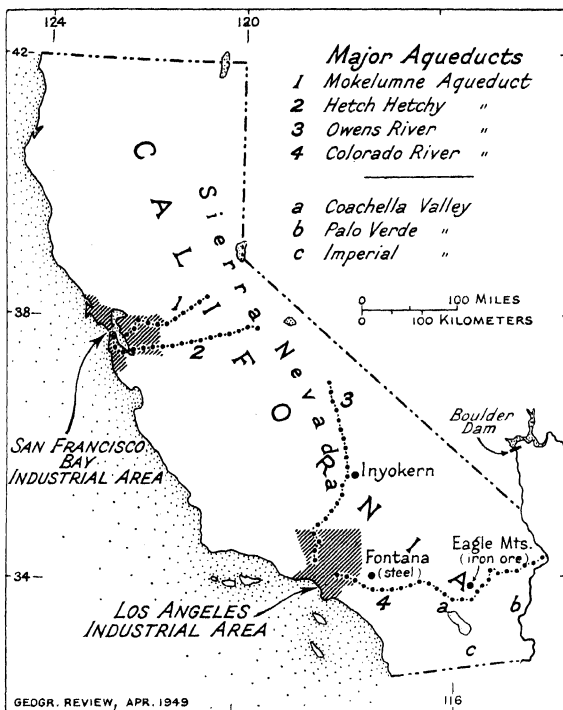 124
120
42
Major Aqueducts
1 Mokelumne Aqueduct
2 Hetch Hetchy "
3 Owens River "
4 Colorado River "
a Coachella Valley
b Palo Verde "
c Imperial "
0 100 MILES
0 100 KILOMETERS
CALIFORNIA
Sierra Nevada
38
1
2
3
SAN FRANCISCO
BAY
INDUSTRIAL AREA
Boulder
Dam
Inyokern
Fontana
(steel)
Eagle Mts.
(iron ore)
34
4
a
b
c
LOS ANGELES
INDUSTRIAL AREA
GEOGR. REVIEW, APR. 1949
116